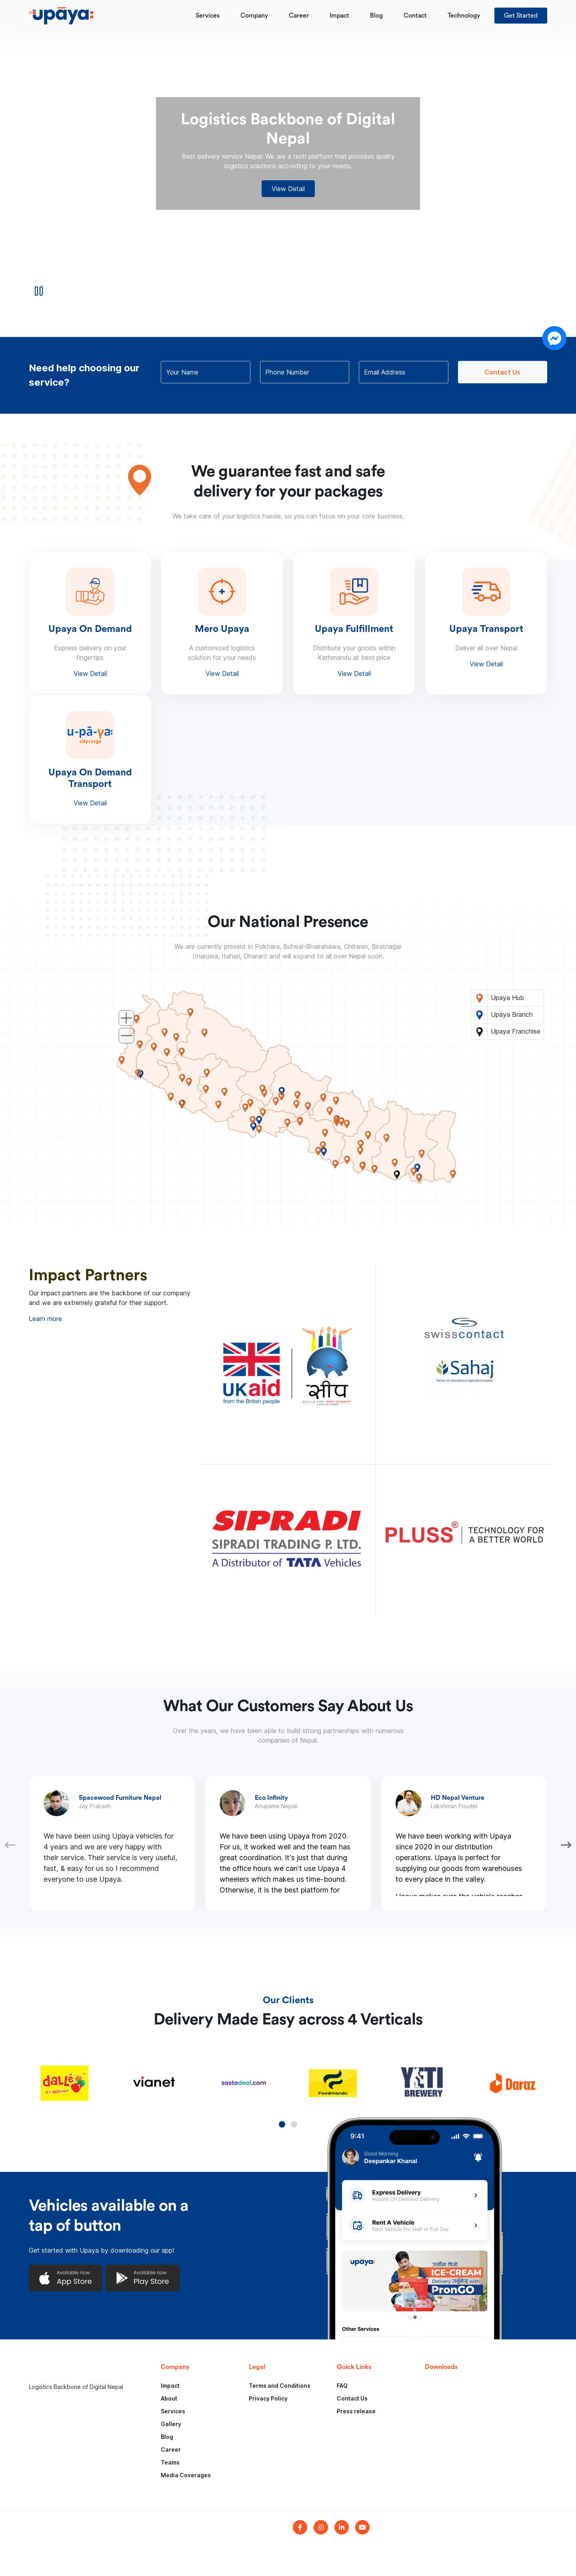 upaya:
Services
Company
Career
Impact
Blog
Contact
Technology
Get Started
Logistics Backbone of Digital
Nepal
Best delivery service Nepal: We are a tech platform that provides quality
logistics solutions according to your needs.
View Detail
Need help choosing our
service?
Your Name
Phone Number
Email Address
Contact Us
We guarantee fast and safe
delivery for your packages
We take care of your logistics hassle, so you can focus on your core business.
Upaya On Demand
Express delivery on your
fingertips
View Detail
Mero Upaya
A customized logistics
solution for your needs
View Detail
Upaya Fulfillment
Distribute your goods within
Kathmandu at best price
View Detail
Upaya Transport
Deliver all over Nepal
View Detail
u-pā-ya:
citycargo
Upaya On Demand
Transport
View Detail
Our National Presence
We are currently present in Pokhara, Butwal-Bhairahawa, Chitwan, Biratnagar
(Inaruwa, Itahari, Dharan) and will expand to all over Nepal soon.
Upaya Hub
Upaya Branch
Upaya Franchise
Impact Partners
Our impact partners are the backbone of our company
and we are extremely grateful for their support.
Learn more
UKaid
from the British people
सीप
SKILLS FOR EMPLOYMENT
PROGRAMME
swisscontact
Sahaj
SIPRADI
SIPRADI TRADING P. LTD.
A Distributor of TATA Vehicles
PLUSS® TECHNOLOGY FOR
A BETTER WORLD
What Our Customers Say About Us
Over the years, we have been able to build strong partnerships with numerous
companies of Nepal.
Spacewood Furniture Nepal
Jay Prakash
We have been using Upaya vehicles for
4 years and we are very happy with
their service. Their service is very useful,
fast, & easy for us so I recommend
everyone to use Upaya.
Eco Infinity
Anupama Nepali
We have been using Upaya from 2020.
For us, it worked well and the team has
great coordination. It's just that during
the office hours we can't use Upaya 4
wheelers which makes us time-bound.
Otherwise, it is the best platform for
HD Nepal Venture
Lakshman Poudel
We have been working with Upaya
since 2020 in our distribution
operations. Upaya is perfect for
supplying our goods from warehouses
to every place in the valley.
Upaya makes sure the vehicle reaches
Our Clients
Delivery Made Easy across 4 Verticals
dallé
vianet
sastodeal.com
Foodmandu
YETI
BREWERY
Daraz
9:41
Good Morning
Deepankar Khanal
Express Delivery
Instant On Demand Delivery
Rent A Vehicle
Rent Vehicle For Half or Full Day
upaya:
ICE-CREAM
PronGO
Other Services
Vehicles available on a
tap of button
Get started with Upaya by downloading our app!
Available now
App Store
Available now
Play Store
Logistics Backbone of Digital Nepal
Company
Impact
About
Services
Gallery
Blog
Career
Teams
Media Coverages
Legal
Terms and Conditions
Privacy Policy
Quick Links
FAQ
Contact Us
Press release
Downloads